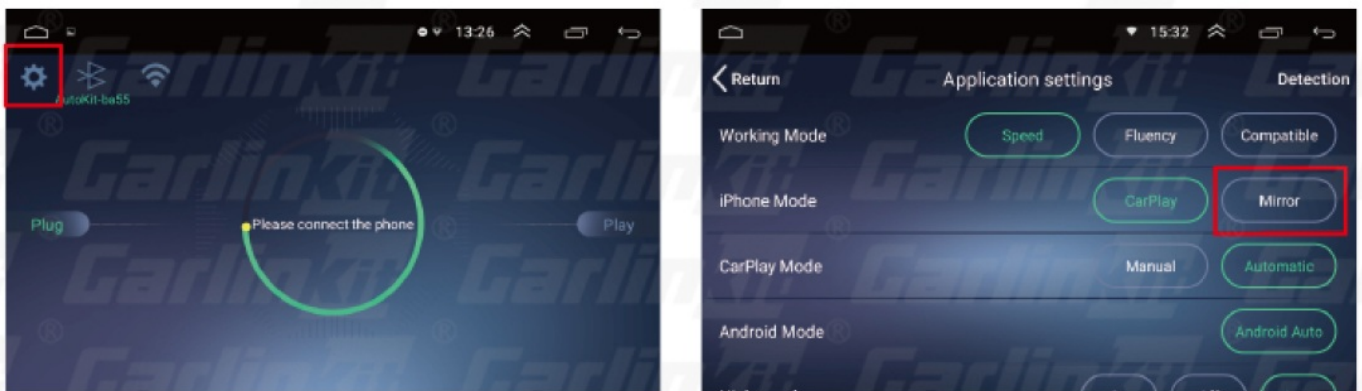 13:26
AutoKit-ba55
Please connect the phone
Plug
Play
15:32
Return
Application settings
Detection
Working Mode
Speed
Fluency
Compatible
iPhone Mode
CarPlay
Mirror
CarPlay Mode
Manual
Automatic
Android Mode
Android Auto
Carlinkit